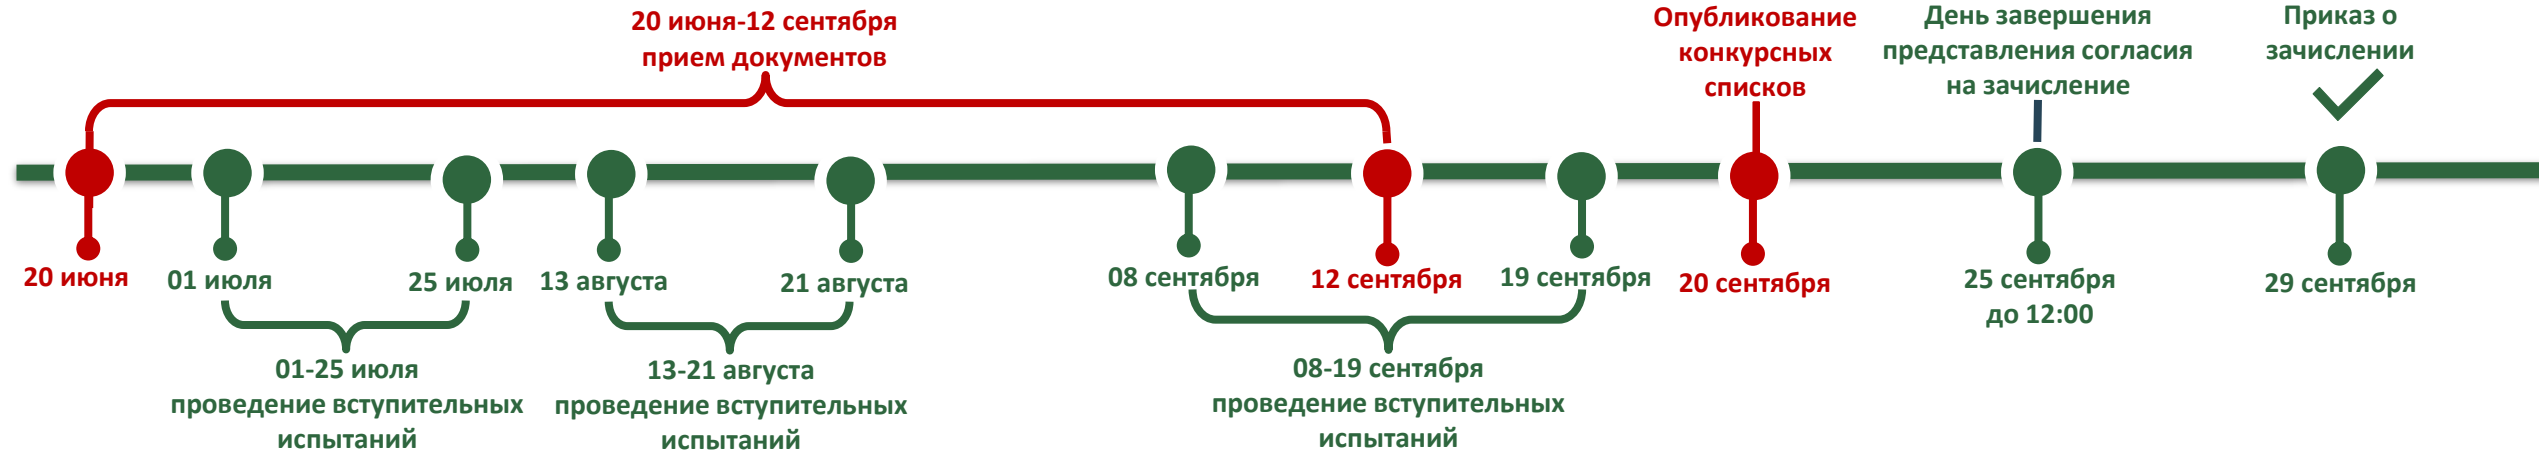 20 июня-12 сентября
прием документов
Опубликование
конкурсных
списков
День завершения
представления согласия
на зачисление
Приказ о
зачислении
20 июня
01 июля
25 июля
13 августа
21 августа
08 сентября
12 сентября
19 сентября
20 сентября
25 сентября
до 12:00
29 сентября
01-25 июля
проведение вступительных
испытаний
13-21 августа
проведение вступительных
испытаний
08-19 сентября
проведение вступительных
испытаний